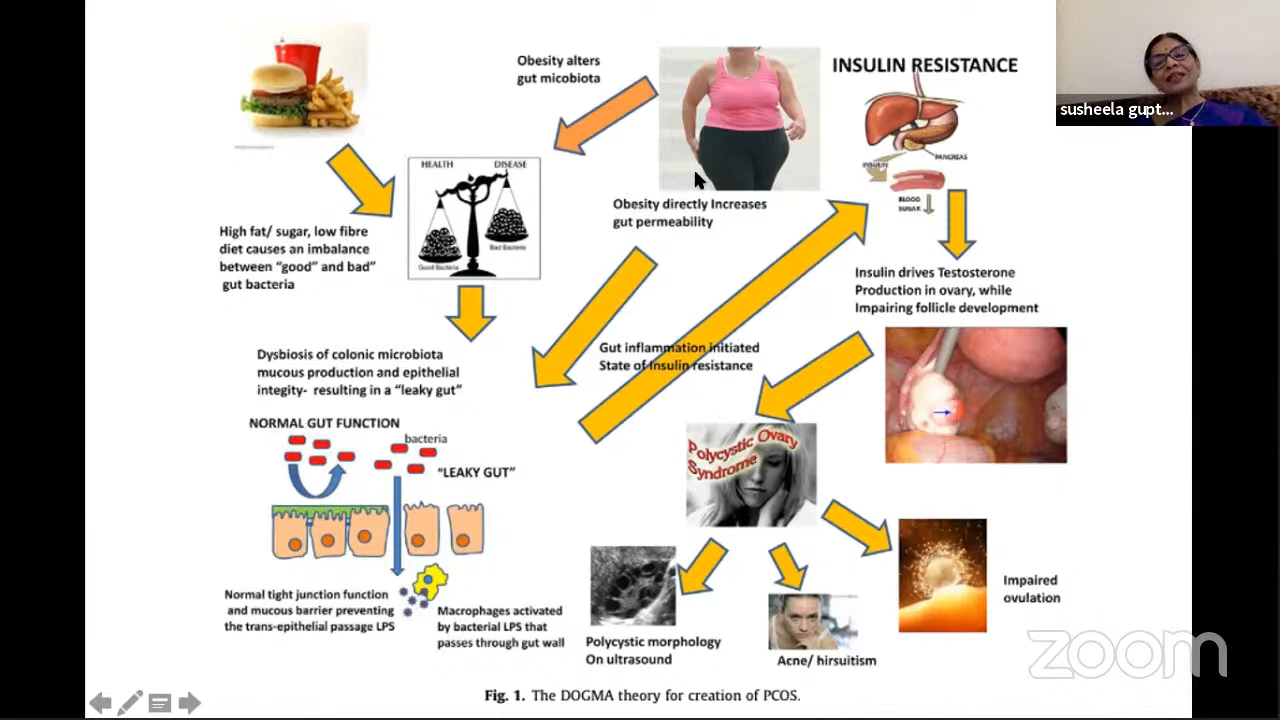 Obesity alters
gut micobiota
INSULIN RESISTANCE
susheela gupt...
HEALTH
DISEASE
Bad Bacteria
Good Bacteria
PANCREAS
INSULIN
BLOOD
SUGAR
Obesity directly Increases
gut permeability
High fat/ sugar, low fibre
diet causes an imbalance
between “good” and bad”
gut bacteria
Insulin drives Testosterone
Production in ovary, while
Impairing follicle development
Gut inflammation initiated
State of Insulin resistance
Dysbiosis of colonic microbiota
mucous production and epithelial
integity- resulting in a “leaky gut”
NORMAL GUT FUNCTION
bacteria
“LEAKY GUT”
Polycystic Ovary
Syndrome
Normal tight junction function
and mucous barrier preventing
the trans-epithelial passage LPS
Macrophages activated
by bacterial LPS that
passes through gut wall
Polycystic morphology
On ultrasound
Acne/ hirsuitism
Impaired
ovulation
zoom
Fig. 1. The DOGMA theory for creation of PCOS.